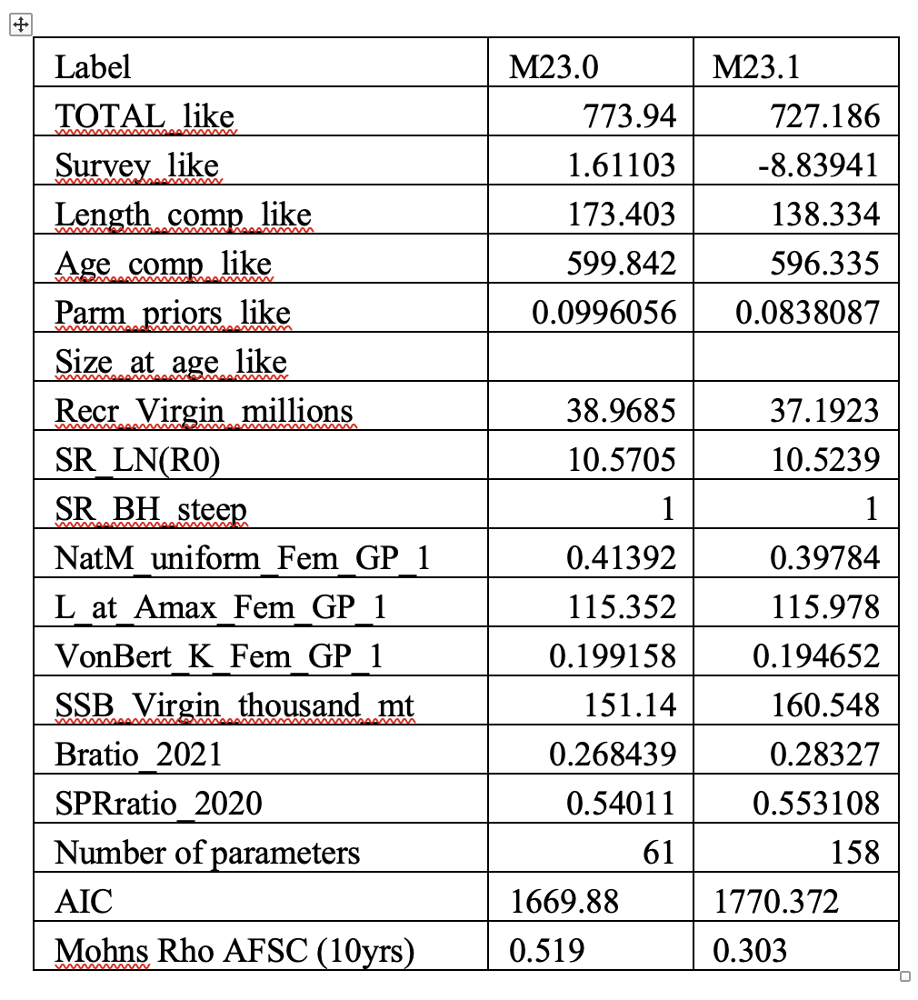 Label M23.0 M23.1
TOTAL_like 773.94 727.186
Survey_like 1.61103 -8.83941
Length_comp_like 173.403 138.334
Age_comp_like 599.842 596.335
Parm_priors_like 0.0996056 0.0838087
Size_at_age_like
Recr_Virgin_millions 38.9685 37.1923
SR_LN(R0) 10.5705 10.5239
SR_BH_steep 1 1
NatM_uniform_Fem_GP_1 0.41392 0.39784
L_at_Amax_Fem_GP_1 115.352 115.978
VonBert_K_Fem_GP_1 0.199158 0.194652
SSB_Virgin_thousand_mt 151.14 160.548
Bratio_2021 0.268439 0.28327
SPRratio_2020 0.54011 0.553108
Number of parameters 61 158
AIC 1669.88 1770.372
Mohns Rho AFSC (10yrs) 0.519 0.303